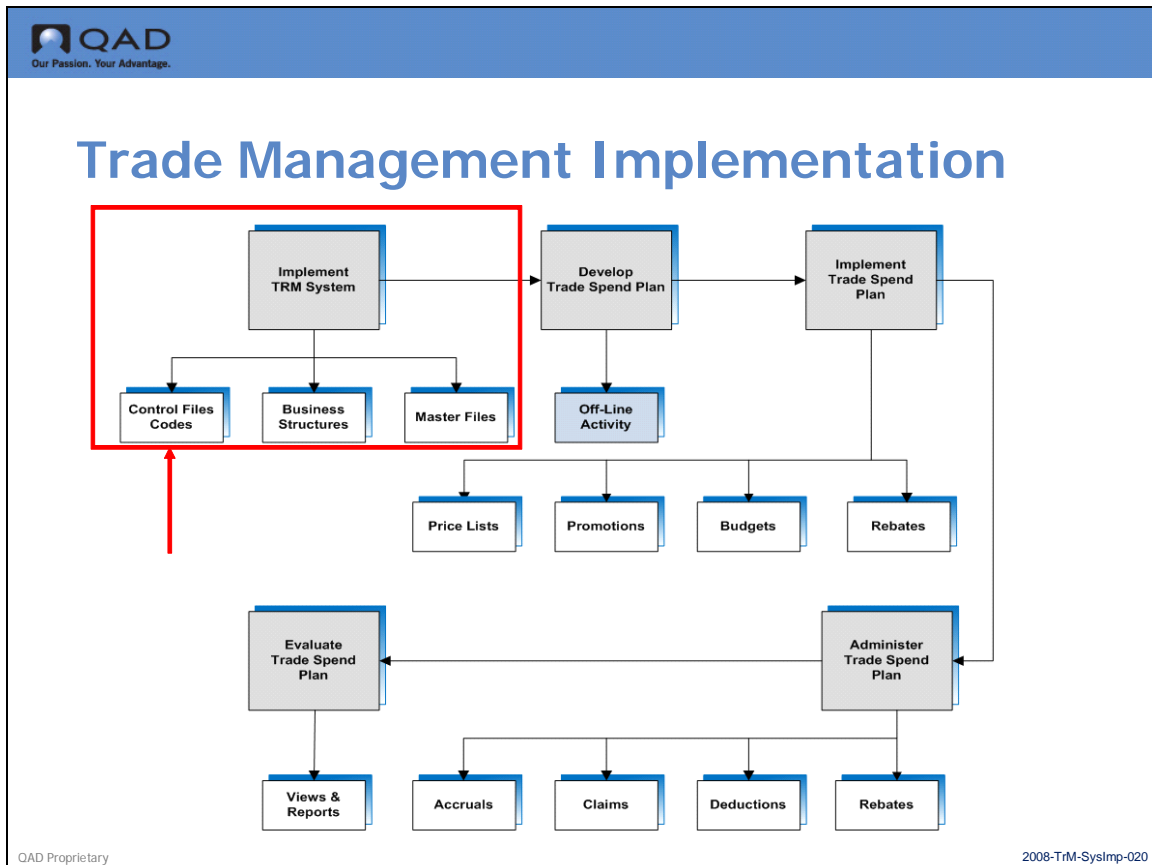 QAD
Our Passion. Your Advantage.
Trade Management Implementation
Implement
TRM System
Develop
Trade Spend Plan
Implement
Trade Spend
Plan
Control Files
Codes
Business
Structures
Master Files
Off-Line
Activity
Price Lists
Promotions
Budgets
Rebates
Evaluate
Trade Spend
Plan
Administer
Trade Spend
Plan
Views &
Reports
Accruals
Claims
Deductions
Rebates
QAD Proprietary
2008-TrM-SysImp-020